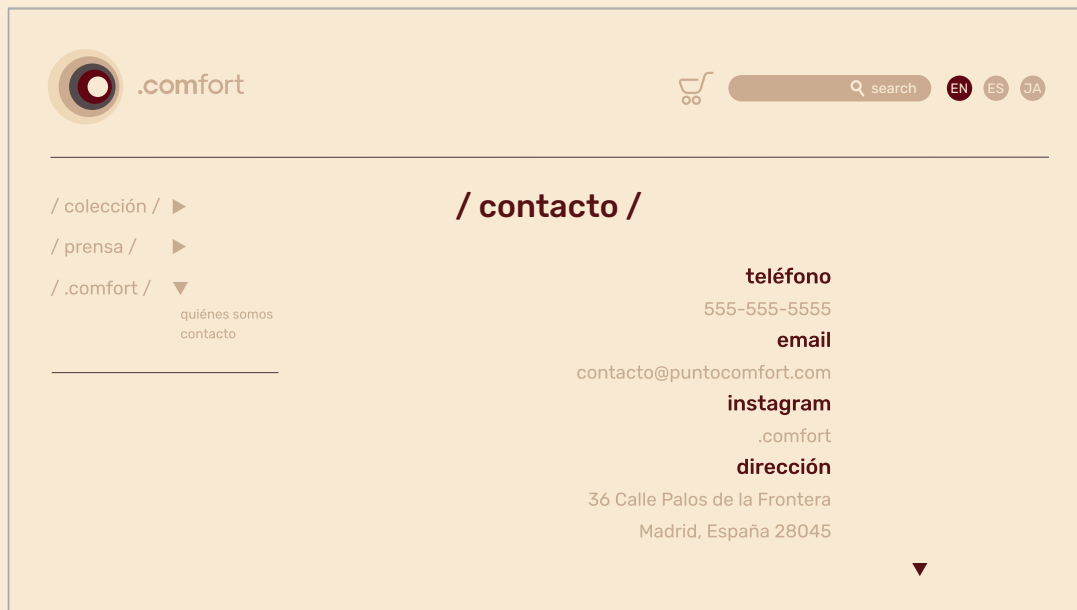 .comfort
search
EN ES JA
/ colección /
/ prensa /
/ .comfort /
quiénes somos
contacto
/ contacto /
teléfono
555-555-5555
email
contacto@puntocomfort.com
instagram
.comfort
dirección
36 Calle Palos de la Frontera
Madrid, España 28045